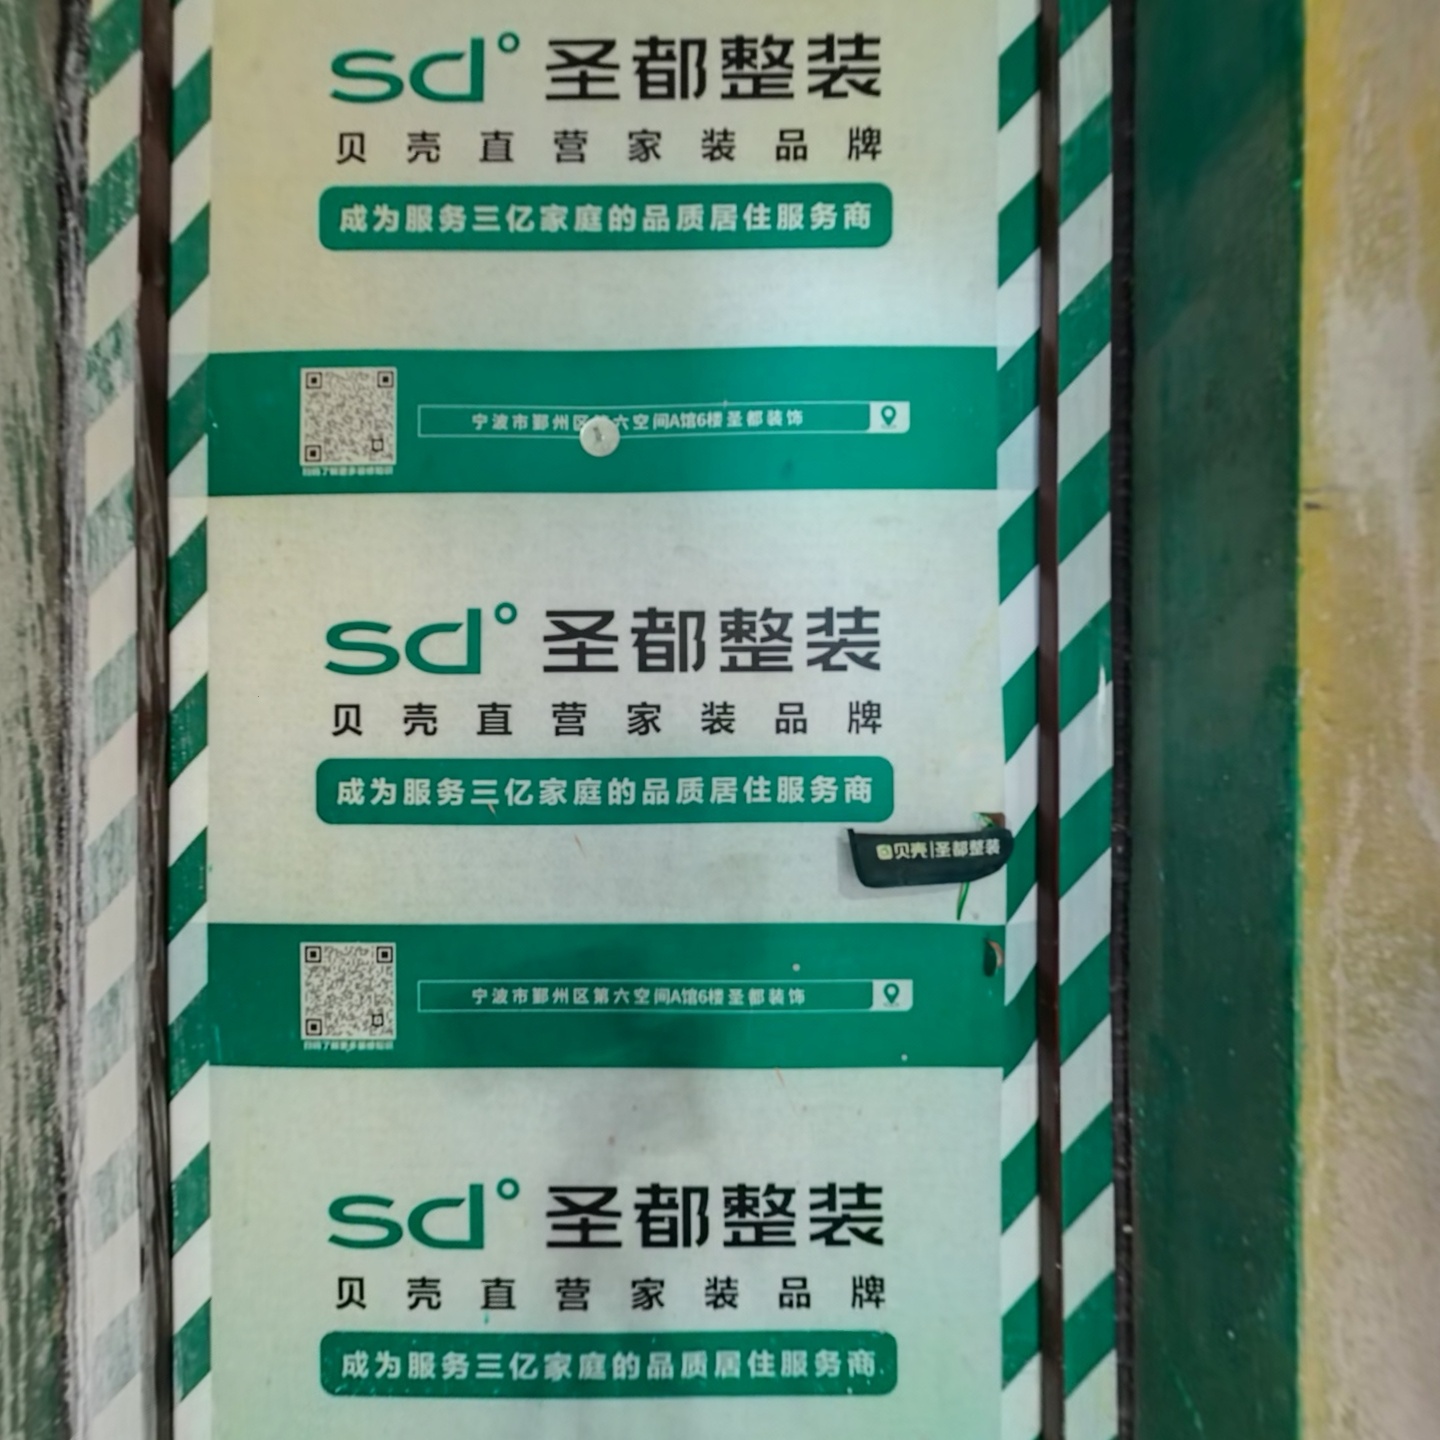 sd° 圣都整装
贝壳直营家装品牌
成为服务三亿家庭的品质居住服务商
宁波市鄞州区第六空间A馆6楼圣都装饰
sd° 圣都整装
贝壳直营家装品牌
成为服务三亿家庭的品质居住服务商
贝壳|圣都整装
宁波市鄞州区第六空间A馆6楼圣都装饰
sd° 圣都整装
贝壳直营家装品牌
成为服务三亿家庭的品质居住服务商